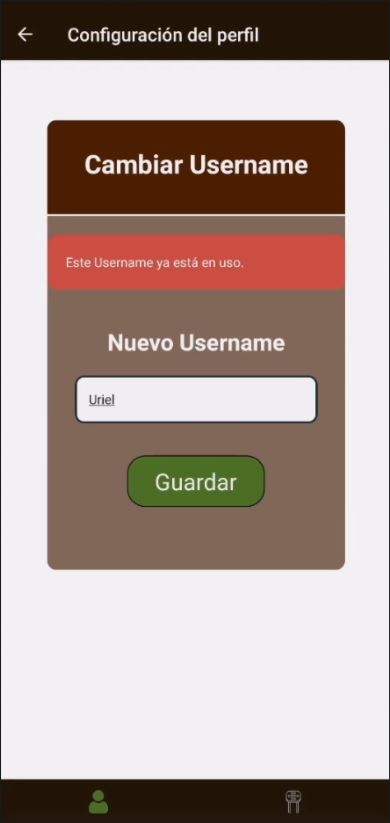 Configuración del perfil
Cambiar Username
Este Username ya está en uso.
Nuevo Username
Uriel
Guardar